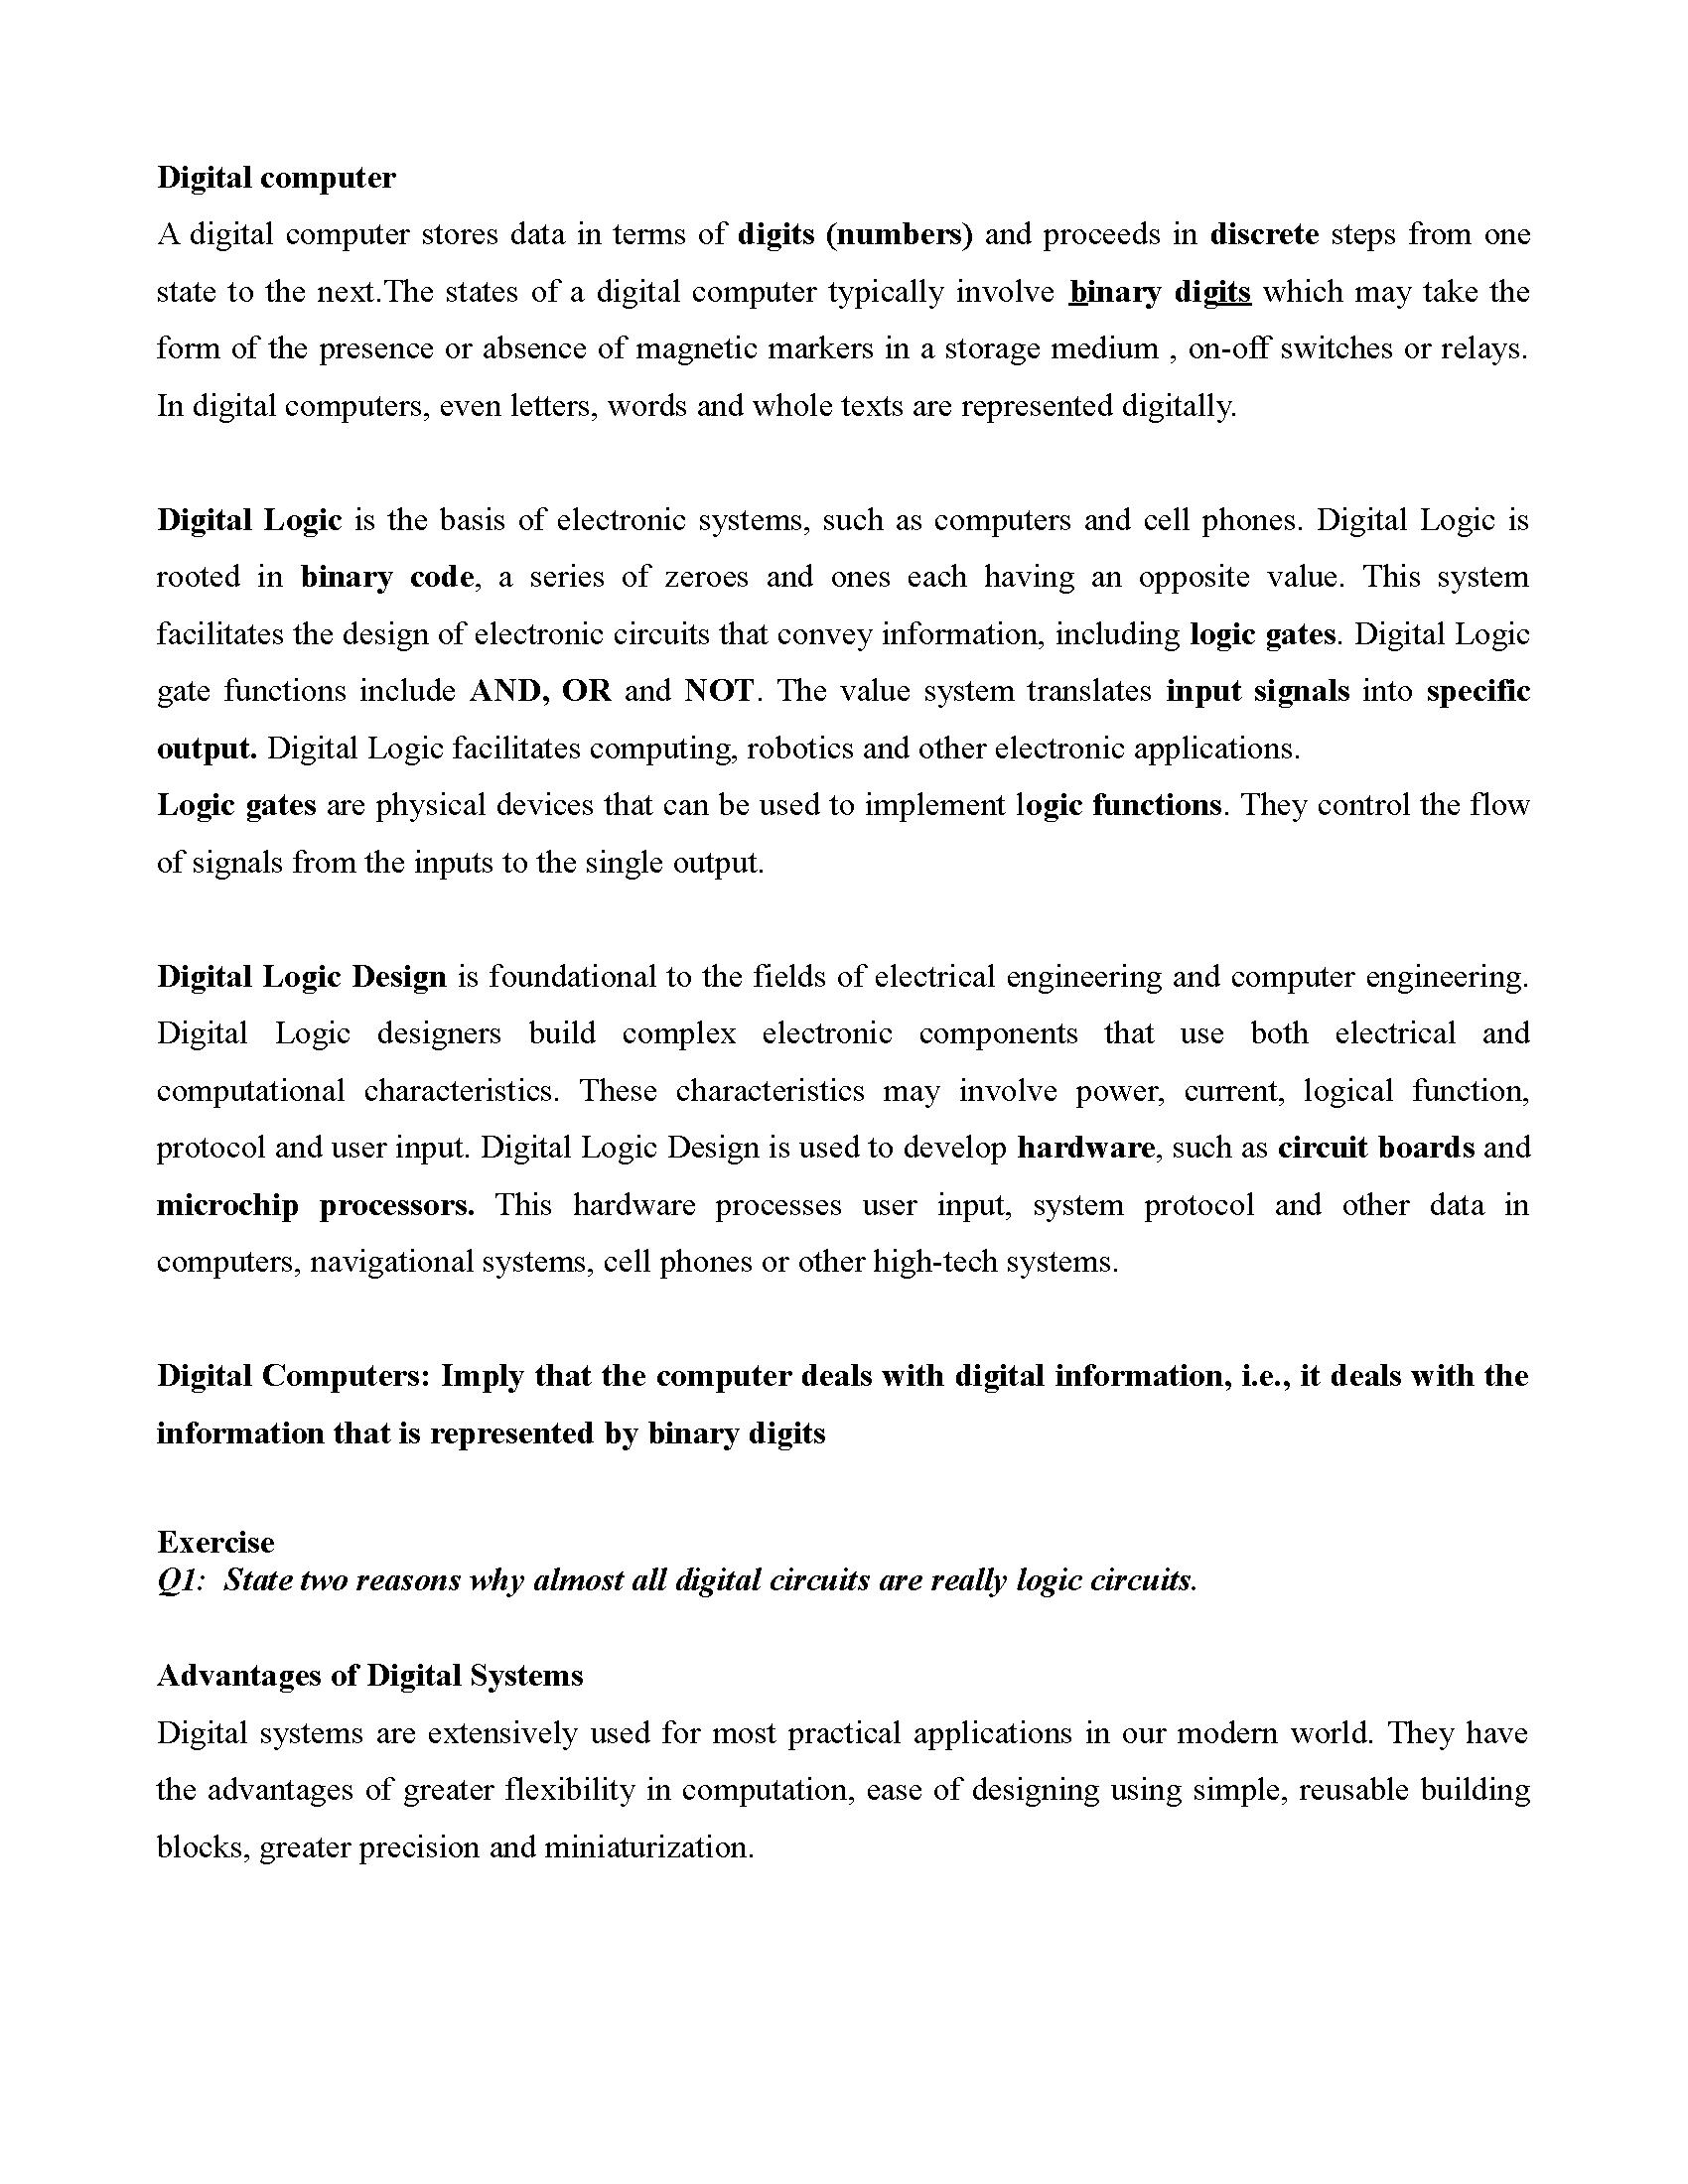 Digital computer
A digital computer stores data in terms of digits (numbers) and proceeds in discrete steps from one
state to the next.The states of a digital computer typically involve binary digits which may take the
form of the presence or absence of magnetic markers in a storage medium , on-off switches or relays.
In digital computers, even letters, words and whole texts are represented digitally.
Digital Logic is the basis of electronic systems, such as computers and cell phones. Digital Logic is
rooted in binary code, a series of zeroes and ones each having an opposite value. This system
facilitates the design of electronic circuits that convey information, including logic gates. Digital Logic
gate functions include AND, OR and NOT. The value system translates input signals into specific
output. Digital Logic facilitates computing, robotics and other electronic applications.
Logic gates are physical devices that can be used to implement logic functions. They control the flow
of signals from the inputs to the single output.
Digital Logic Design is foundational to the fields of electrical engineering and computer engineering.
Digital Logic designers build complex electronic components that use both electrical and
computational characteristics. These characteristics may involve power, current, logical function,
protocol and user input. Digital Logic Design is used to develop hardware, such as circuit boards and
microchip processors. This hardware processes user input, system protocol and other data in
computers, navigational systems, cell phones or other high-tech systems.
Digital Computers: Imply that the computer deals with digital information, i.e., it deals with the
information that is represented by binary digits
Exercise
Q1: State two reasons why almost all digital circuits are really logic circuits.
Advantages of Digital Systems
Digital systems are extensively used for most practical applications in our modern world. They have
the advantages of greater flexibility in computation, ease of designing using simple, reusable building
blocks, greater precision and miniaturization.